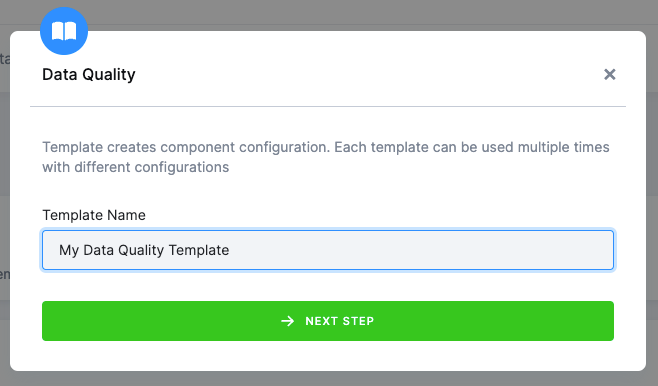 Data Quality
Template creates component configuration. Each template can be used multiple times
with different configurations
Template Name
My Data Quality Template
NEXT STEP